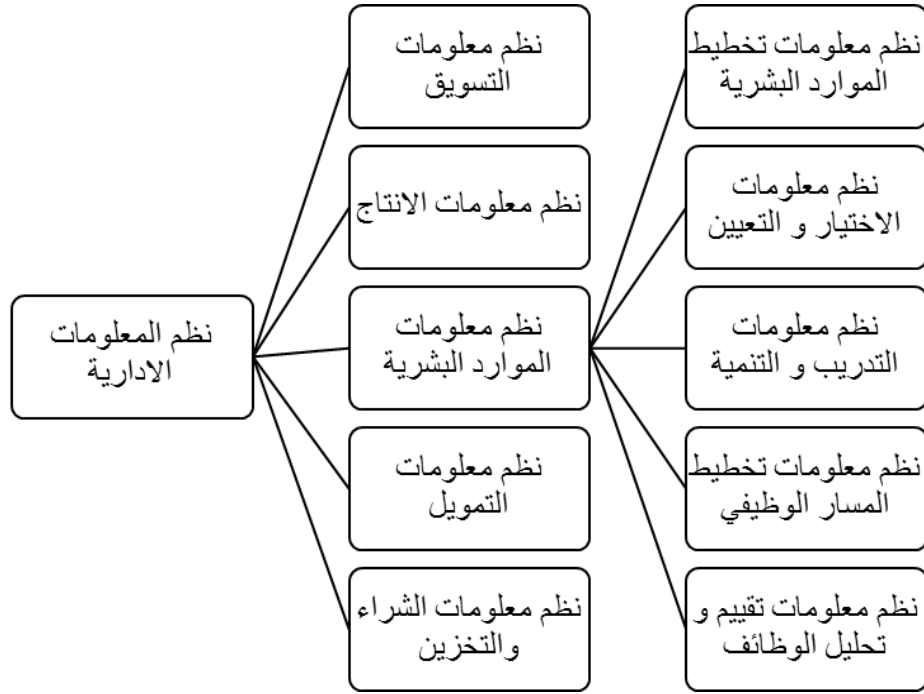 نظم المعلومات
الادارية
نظم معلومات
التسويق
نظم معلومات الانتاج
نظم معلومات
الموارد البشرية
نظم معلومات
التمويل
نظم معلومات الشراء
والتخزين
نظم معلومات تخطيط
الموارد البشرية
نظم معلومات
الاختيار و التعيين
نظم معلومات
التدريب و التنمية
نظم معلومات تخطيط
المسار الوظيفي
نظم معلومات تقييم و
تحليل الوظائف